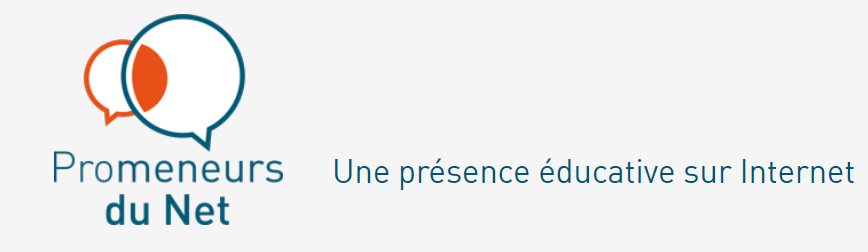 Promeneurs
du Net
Une présence éducative sur Internet